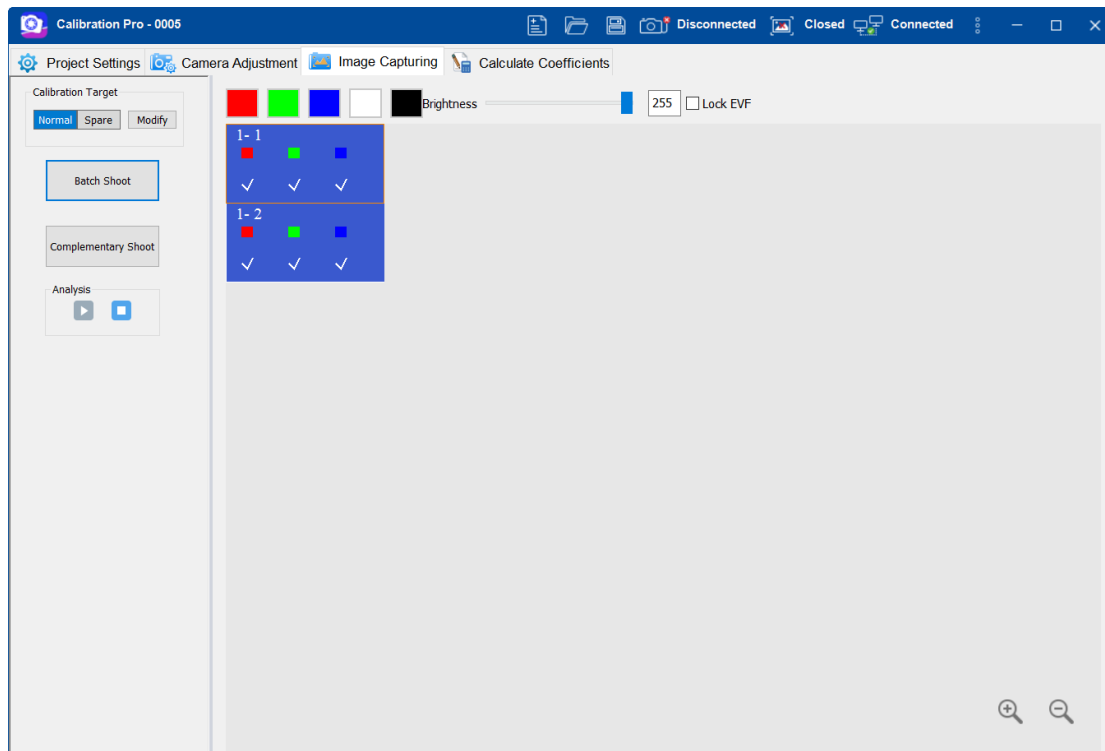 Calibration Pro - 0005 Disconnected Closed Connected
Project Settings Camera Adjustment Image Capturing Calculate Coefficients
Calibration Target
Normal Spare Modify
Brightness 255 Lock EVF
1- 1
Batch Shoot
1- 2
Complementary Shoot
Analysis